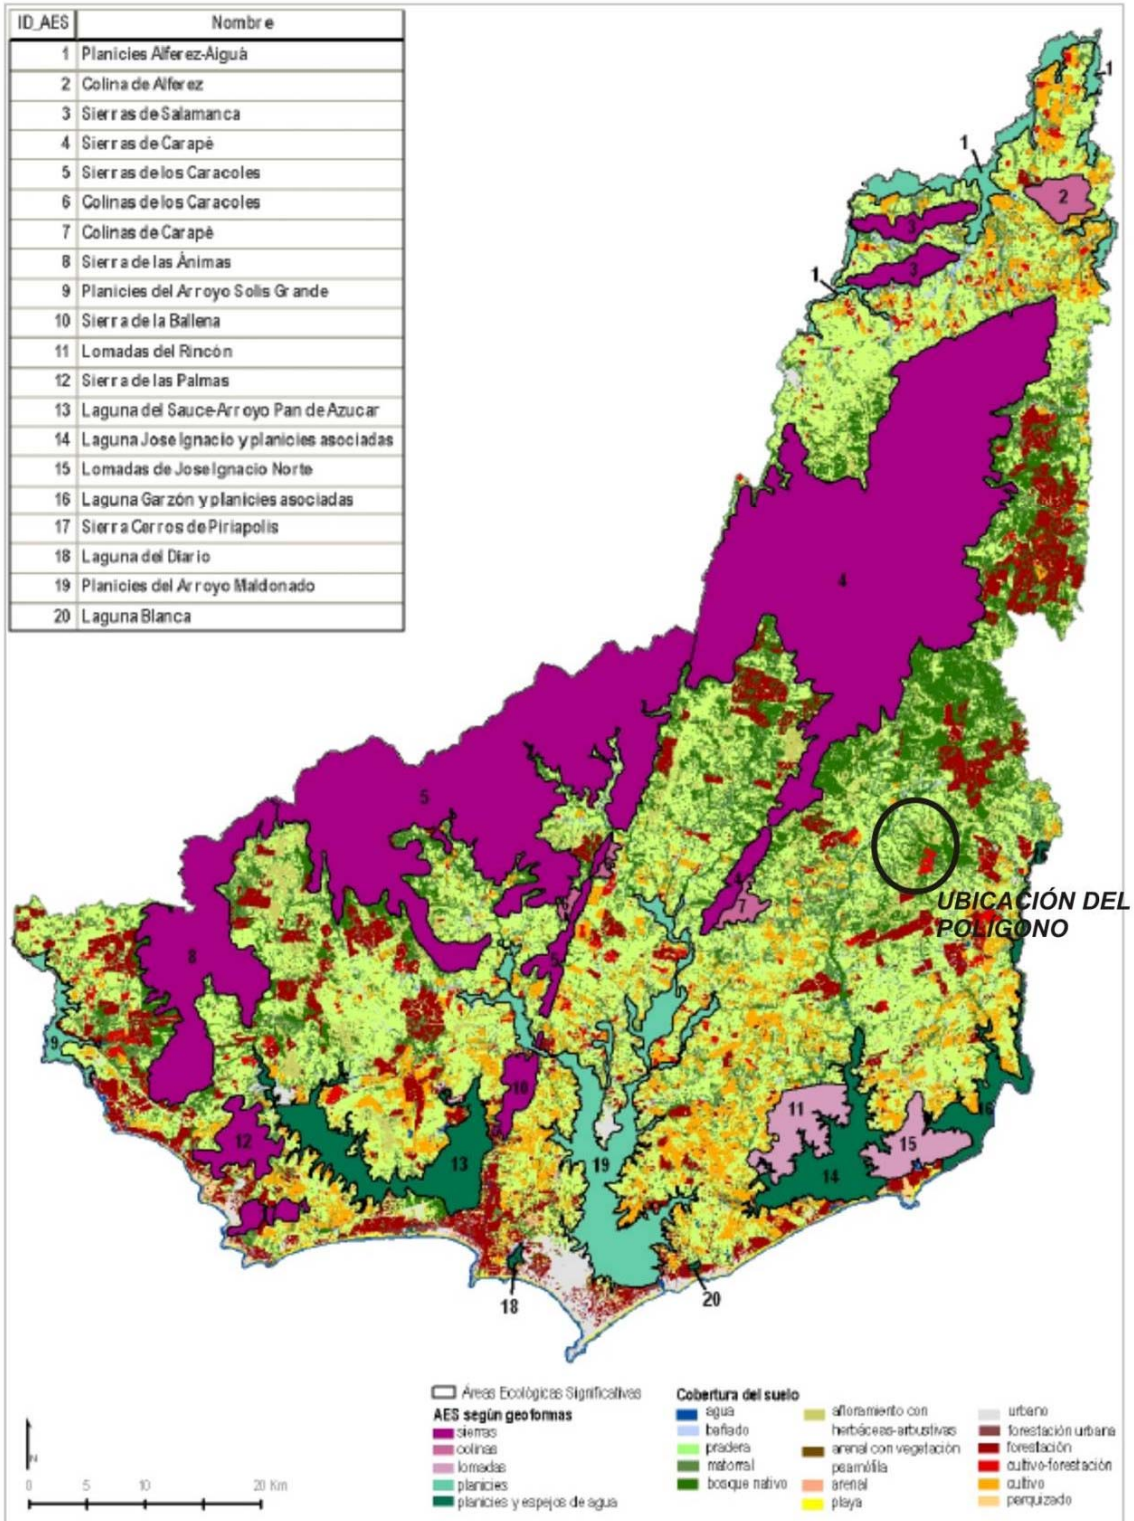 ID_AES Nombre
1 Planicies Alferez-Aiguá
2 Colina de Alferez
3 Sierras de Salamanca
4 Sierras de Carapé
5 Sierras de los Caracoles
6 Colinas de los Caracoles
7 Colinas de Carapé
8 Sierra de las Ánimas
9 Planicies del Arroyo Solis Grande
10 Sierra de la Ballena
11 Lomadas del Rincón
12 Sierra de las Palmas
13 Laguna del Sauce-Arroyo Pan de Azucar
14 Laguna Jose Ignacio y planicies asociadas
15 Lomadas de Jose Ignacio Norte
16 Laguna Garzón y planicies asociadas
17 Sierra Cerros de Piriapolis
18 Laguna del Diario
19 Planicies del Arroyo Maldonado
20 Laguna Blanca
1
1
2
3
3
1
4
5
7
UBICACIÓN DEL
POLIGONO
8
5
9
10
11
16
12
13
19
15
14
18
20
Áreas Ecológicas Significativas
AES según geoformas
sierras
colinas
lomadas
planicies
planicies y espejos de agua
Cobertura del suelo
agua
bañado
pradera
matorral
bosque nativo
afloramiento con
herbáceas-arbustivas
arenal con vegetación
psamófila
arenal
playa
urbano
forestación urbana
forestación
cultivo-forestación
cultivo
parquizado
N
0 5 10 20 Km